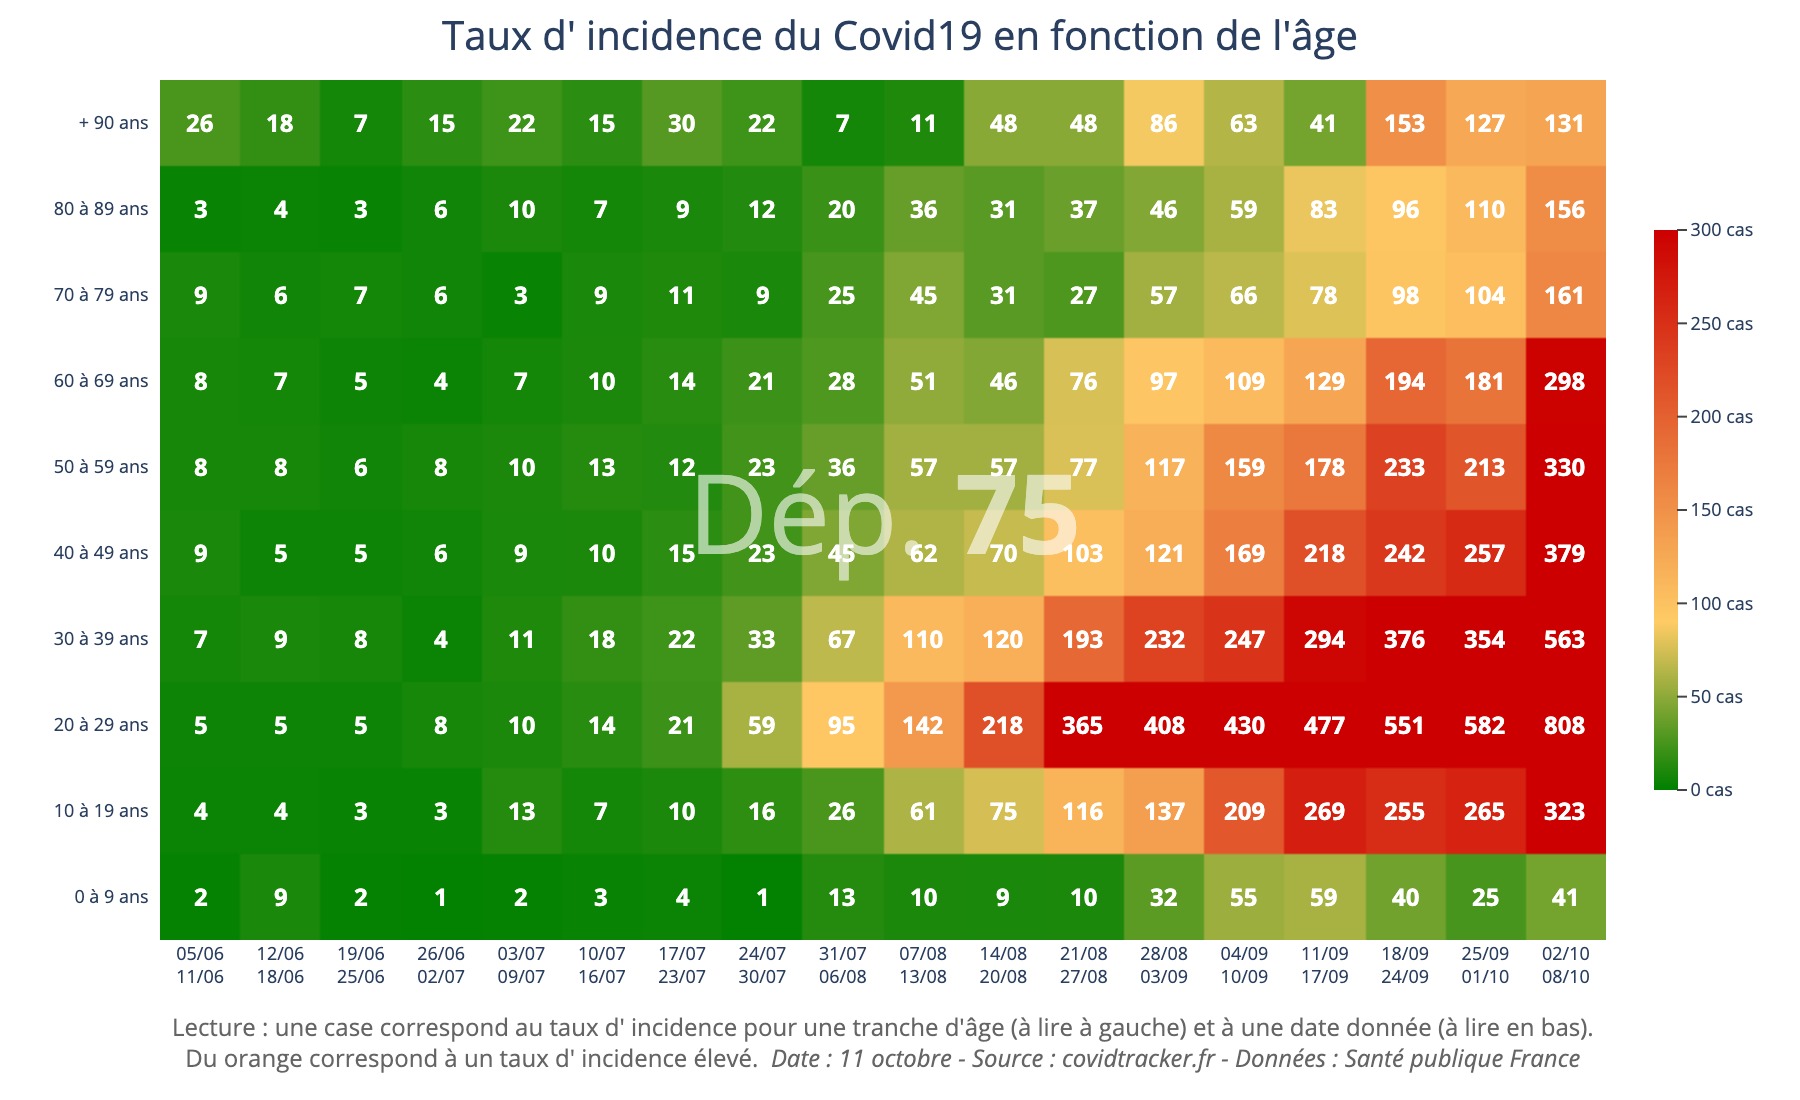 Taux d' incidence du Covid19 en fonction de l'âge
+ 90 ans 26 18 7 15 22 15 30 22 7 11 48 48 86 63 41 153 127 131
80 à 89 ans 3 4 3 6 10 7 9 12 20 36 31 37 46 59 83 96 110 156
70 à 79 ans 9 6 7 6 3 9 11 9 25 45 31 27 57 66 78 98 104 161
60 à 69 ans 8 7 5 4 7 10 14 21 28 51 46 76 97 109 129 194 181 298
50 à 59 ans 8 8 6 8 10 13 12 23 36 57 57 77 117 159 178 233 213 330
Dép. 75
40 à 49 ans 9 5 5 6 9 10 15 23 45 62 70 103 121 169 218 242 257 379
30 à 39 ans 7 9 8 4 11 18 22 33 67 110 120 193 232 247 294 376 354 563
20 à 29 ans 5 5 5 8 10 14 21 59 95 142 218 365 408 430 477 551 582 808
10 à 19 ans 4 4 3 3 13 7 10 16 26 61 75 116 137 209 269 255 265 323
0 à 9 ans 2 9 2 1 2 3 4 1 13 10 9 10 32 55 59 40 25 41
05/06 12/06 19/06 26/06 03/07 10/07 17/07 24/07 31/07 07/08 14/08 21/08 28/08 04/09 11/09 18/09 25/09 02/10
11/06 18/06 25/06 02/07 09/07 16/07 23/07 30/07 06/08 13/08 20/08 27/08 03/09 10/09 17/09 24/09 01/10 08/10
300 cas
250 cas
200 cas
150 cas
100 cas
50 cas
0 cas
Lecture : une case correspond au taux d' incidence pour une tranche d'âge (à lire à gauche) et à une date donnée (à lire en bas).
Du orange correspond à un taux d' incidence élevé. Date : 11 octobre - Source : covidtracker.fr - Données : Santé publique France